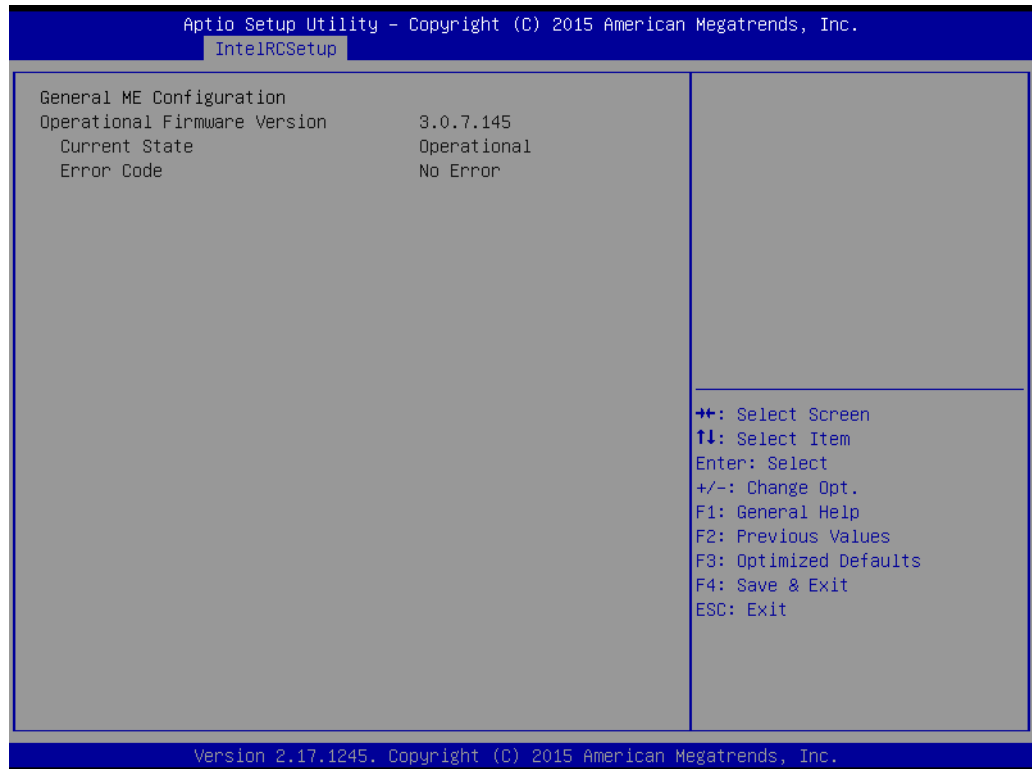 Aptio Setup Utility – Copyright (C) 2015 American Megatrends, Inc.
IntelRCSetup
General ME Configuration
Operational Firmware Version 3.0.7.145
Current State Operational
Error Code No Error
→←: Select Screen
↑↓: Select Item
Enter: Select
+/-: Change Opt.
F1: General Help
F2: Previous Values
F3: Optimized Defaults
F4: Save & Exit
ESC: Exit
Version 2.17.1245. Copyright (C) 2015 American Megatrends, Inc.